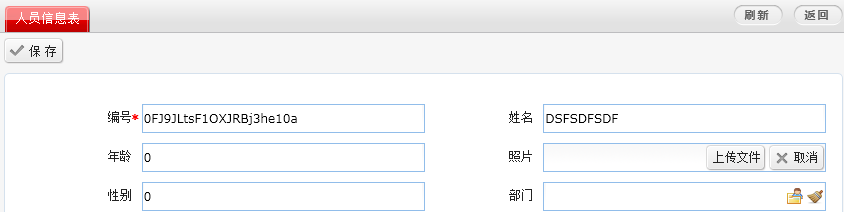 人员信息表 刷新 返回
保存
编号* 0FJ9JLtsF1OXJRBj3he10a 姓名 DSFSDFSDF
年龄 0 照片 上传文件 取消
性别 0 部门